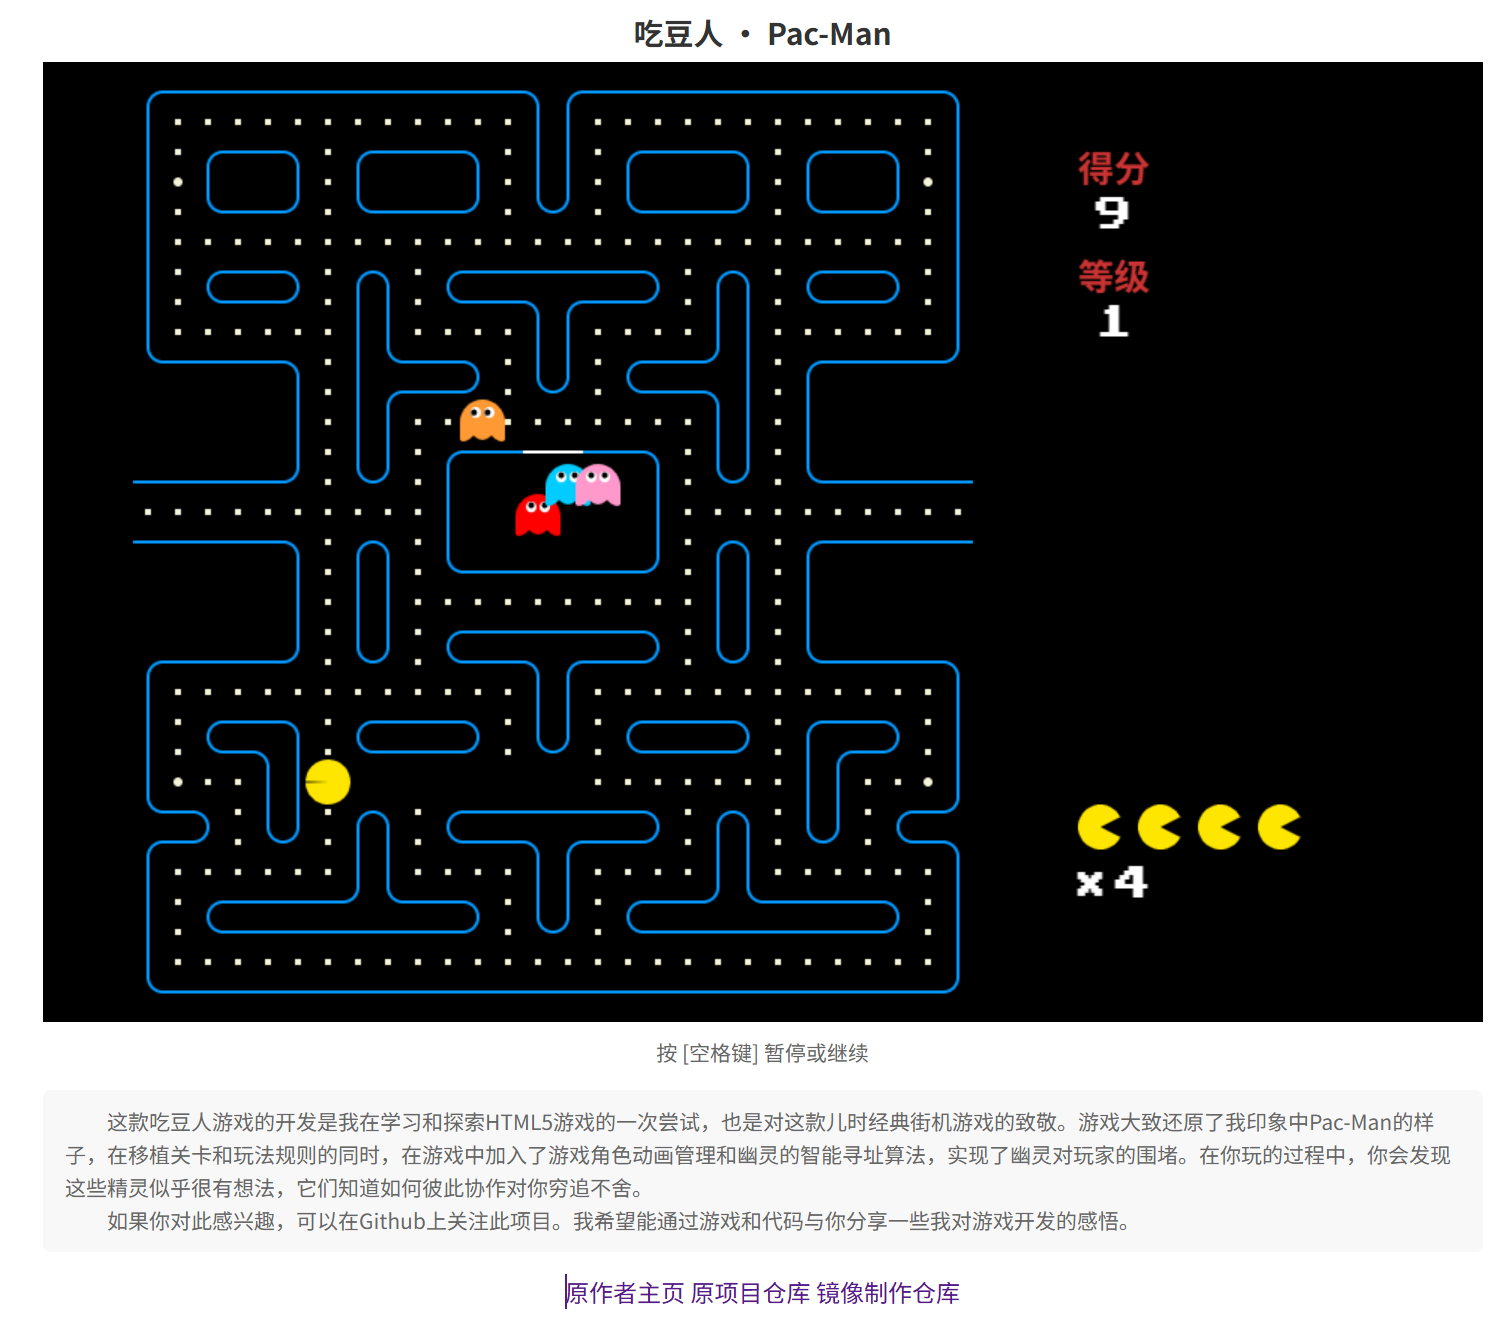 吃豆人 • Pac-Man
得分
9
等级
1
x 4
按 [空格键] 暂停或继续
这款吃豆人游戏的开发是我在学习和探索HTML5游戏的一次尝试，也是对这款儿时经典街机游戏的致敬。游戏大致还原了我印象中Pac-Man的样
子，在移植关卡和玩法规则的同时，在游戏中加入了游戏角色动画管理和幽灵的智能寻址算法，实现了幽灵对玩家的围堵。在你玩的过程中，你会发现
这些精灵似乎很有想法，它们知道如何彼此协作对你穷追不舍。
如果你对此感兴趣，可以在Github上关注此项目。我希望能通过游戏和代码与你分享一些我对游戏开发的感悟。
原作者主页 原项目仓库 镜像制作仓库